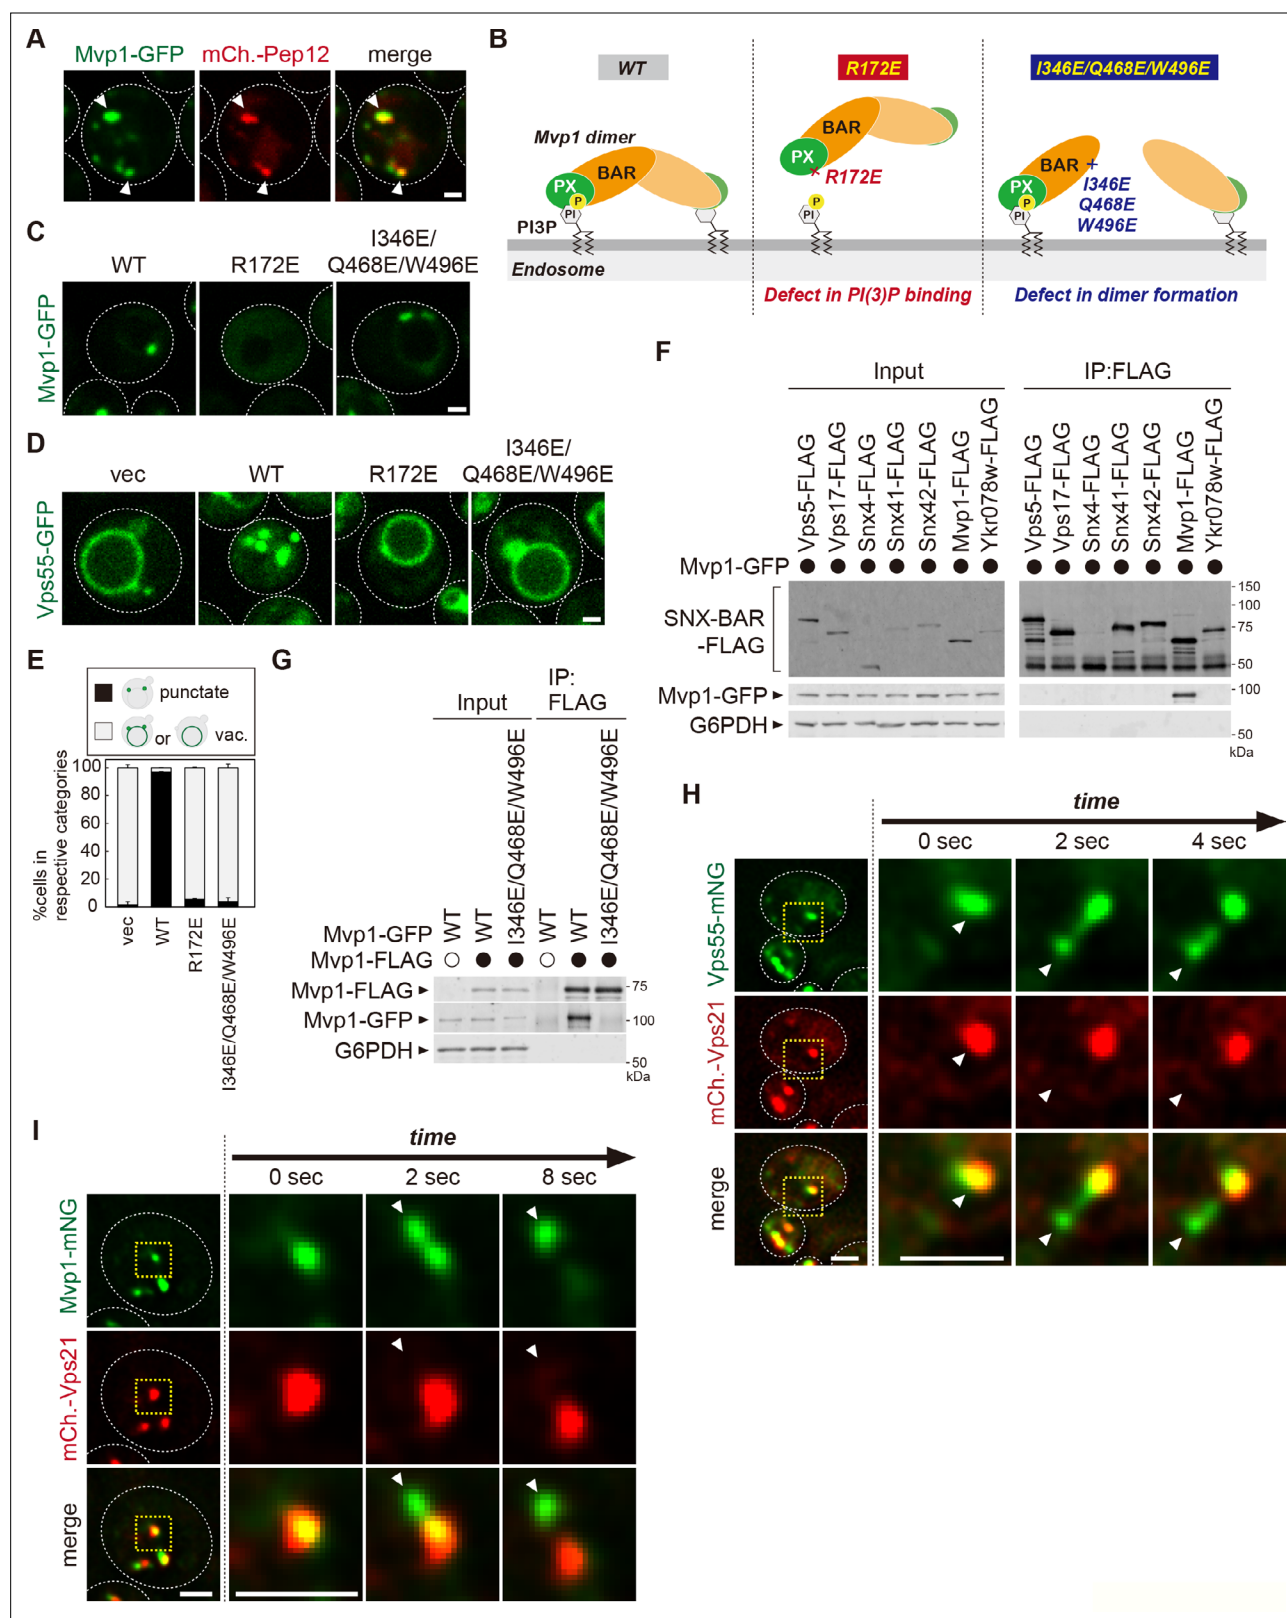 A
Mvp1-GFP
mCh.-Pep12
merge
B
WT
R172E
I346E/Q468E/W496E
Mvp1 dimer
BAR
PX
P
PI
PI3P
Endosome
BAR
PX
R172E
P
PI
Defect in PI(3)P binding
BAR
PX
P
PI
I346E
Q468E
W496E
Defect in dimer formation
C
WT
R172E
I346E/
Q468E/W496E
Mvp1-GFP
D
vec
WT
R172E
I346E/
Q468E/W496E
Vps55-GFP
E
punctate
or
vac.
%cells in
respective categories
100
80
60
40
20
0
vec
WT
R172E
I346E/Q468E/W496E
F
Input
IP:FLAG
Vps5-FLAG
Vps17-FLAG
Snx4-FLAG
Snx41-FLAG
Snx42-FLAG
Mvp1-FLAG
Ykr078w-FLAG
Vps5-FLAG
Vps17-FLAG
Snx4-FLAG
Snx41-FLAG
Snx42-FLAG
Mvp1-FLAG
Ykr078w-FLAG
Mvp1-GFP
SNX-BAR
-FLAG
150
100
75
50
Mvp1-GFP
100
G6PDH
50
kDa
G
Input
IP:
FLAG
Mvp1-GFP
WT
WT
I346E/Q468E/W496E
WT
WT
I346E/Q468E/W496E
Mvp1-FLAG
Mvp1-FLAG
75
Mvp1-GFP
100
G6PDH
50
kDa
H
time
0 sec
2 sec
4 sec
Vps55-mNG
mCh.-Vps21
merge
I
time
0 sec
2 sec
8 sec
Mvp1-mNG
mCh.-Vps21
merge